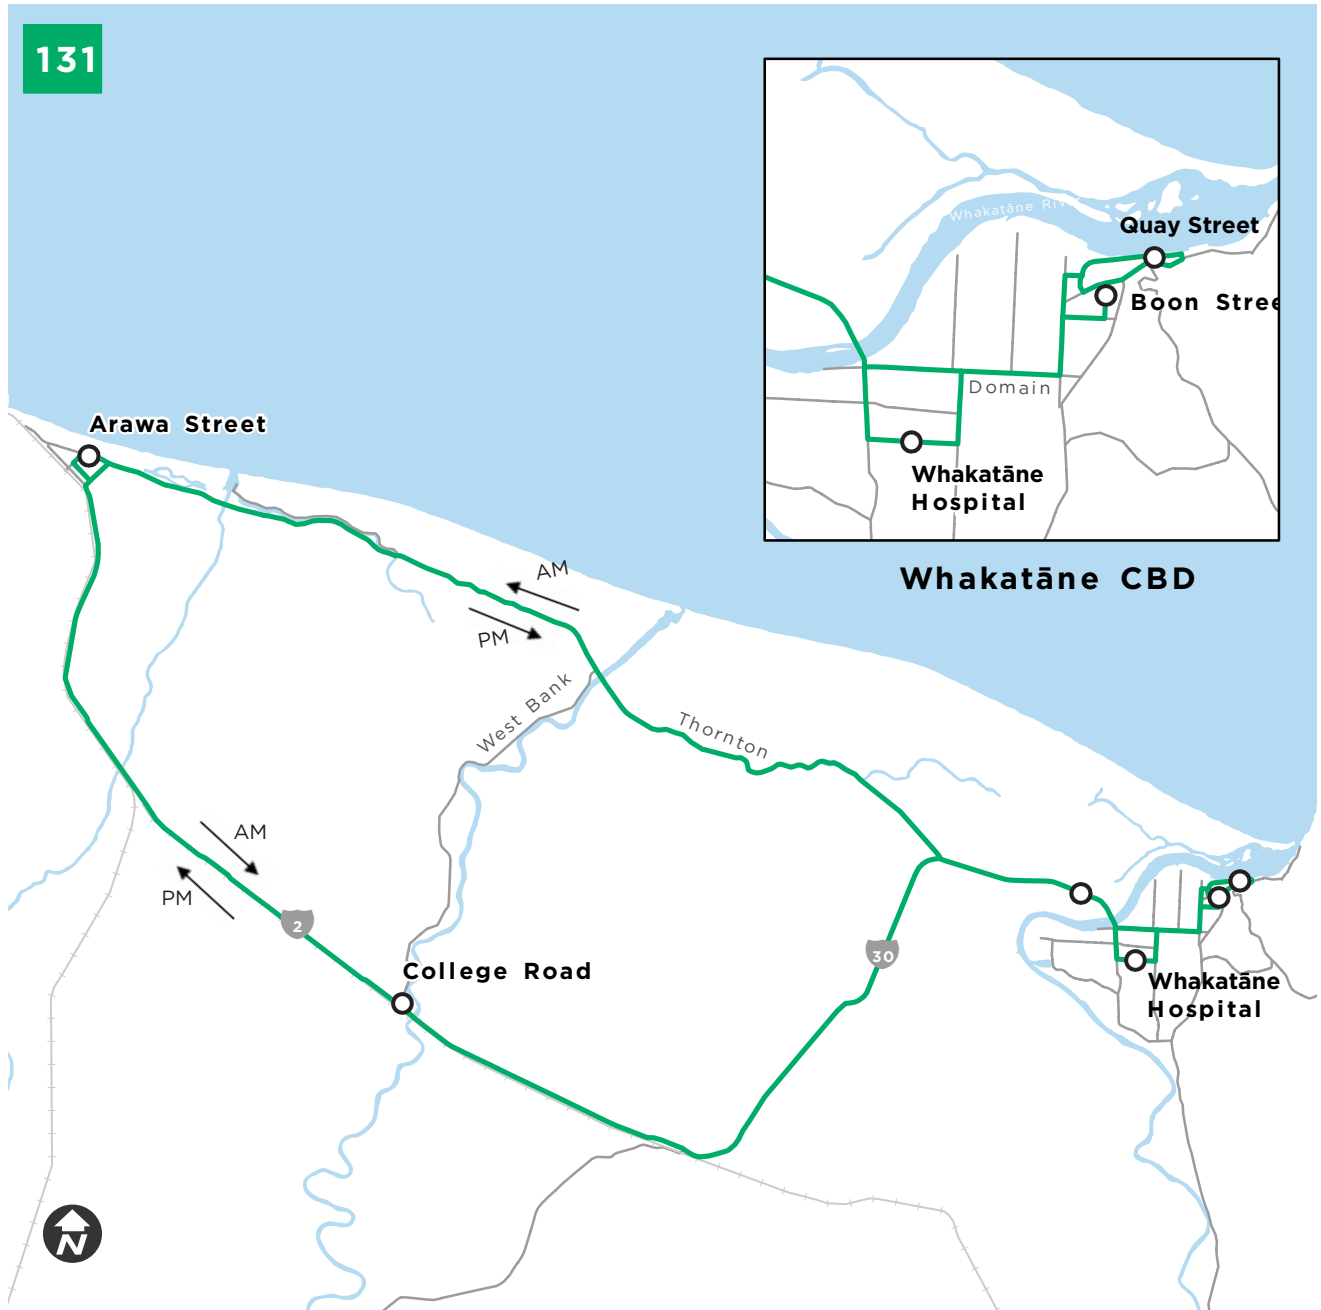 131
Whakatāne River
Quay Street
Boon Stree
Domain
Whakatāne
Hospital
Whakatāne CBD
Arawa Street
AM
PM
West Bank
Thornton
AM
PM
2
30
College Road
Whakatāne
Hospital
N